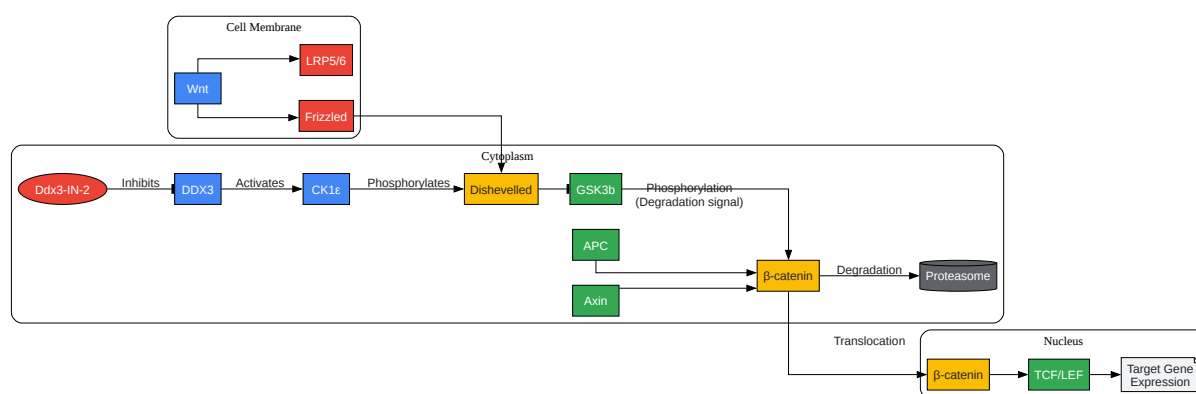 Cell Membrane
LRP5/6
Wnt
Frizzled
Cytoplasm
Ddx3-IN-2
Inhibits
DDX3
Activates
CK1ε
Phosphorylates
Dishevelled
GSK3b
Phosphorylation
(Degradation signal)
APC
β-catenin
Degradation
Proteasome
Axin
Translocation
Nucleus
β-catenin
TCF/LEF
Target Gene
Expression